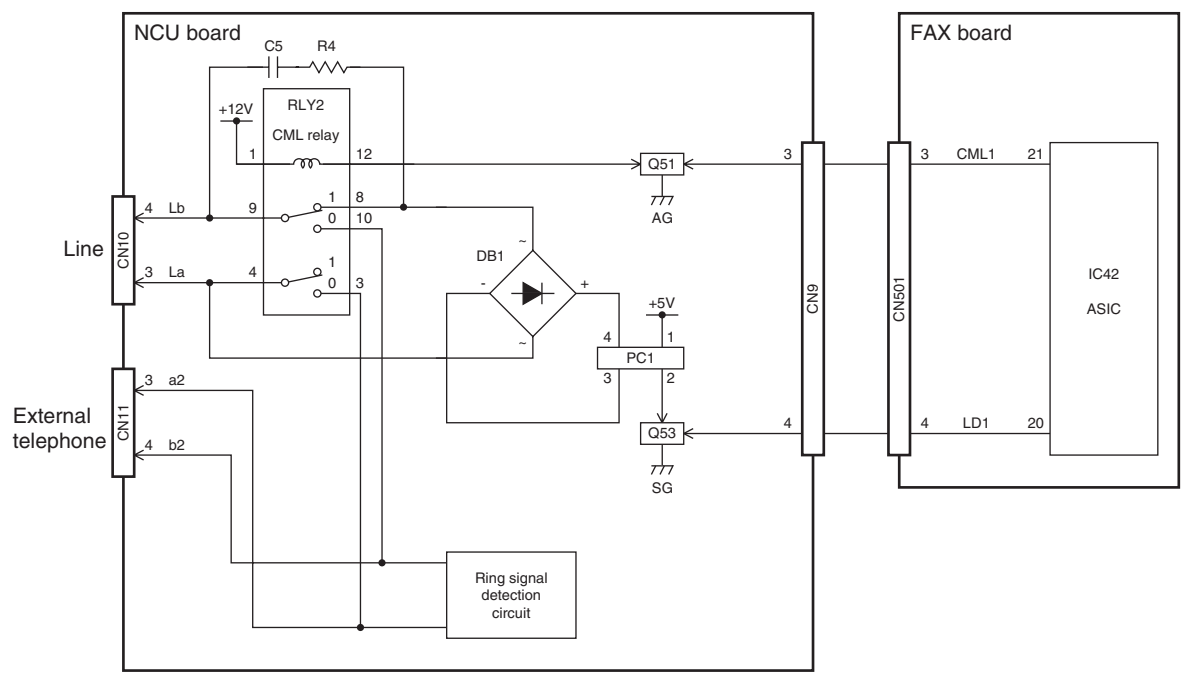 NCU board
FAX board
C5
R4
+12V
RLY2
CML relay
1
12
Q51
AG
3
3
CML1
21
4
Lb
9
1
8
0
10
Line
CN10
3
La
4
1
0
3
DB1
~
-
+
~
+5V
4
1
PC1
3
2
CN9
CN501
IC42
ASIC
External
telephone
CN11
3
a2
4
b2
Q53
SG
4
4
LD1
20
Ring signal
detection
circuit